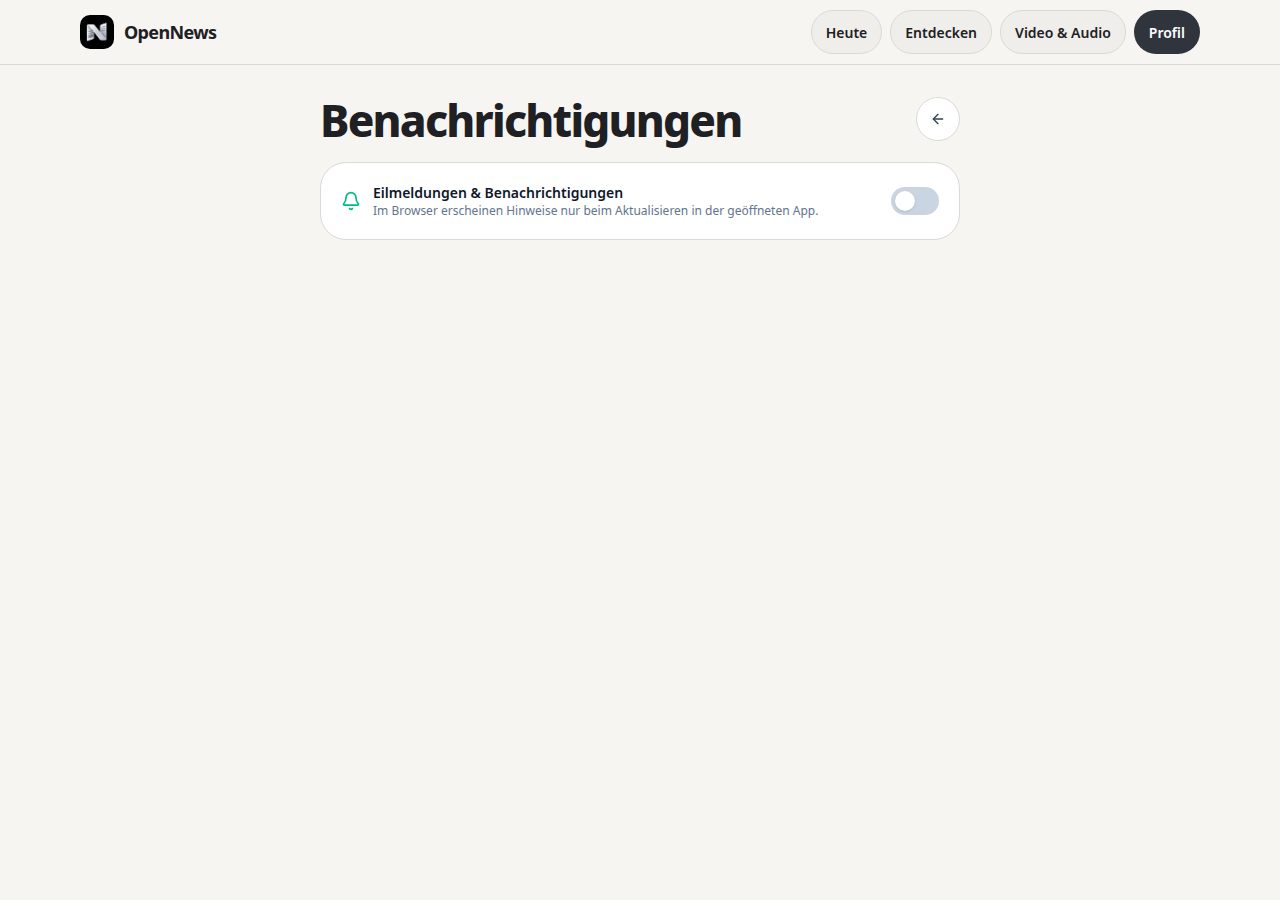 OpenNews
Heute
Entdecken
Video & Audio
Profil
Benachrichtigungen
Eilmeldungen & Benachrichtigungen
Im Browser erscheinen Hinweise nur beim Aktualisieren in der geöffneten App.